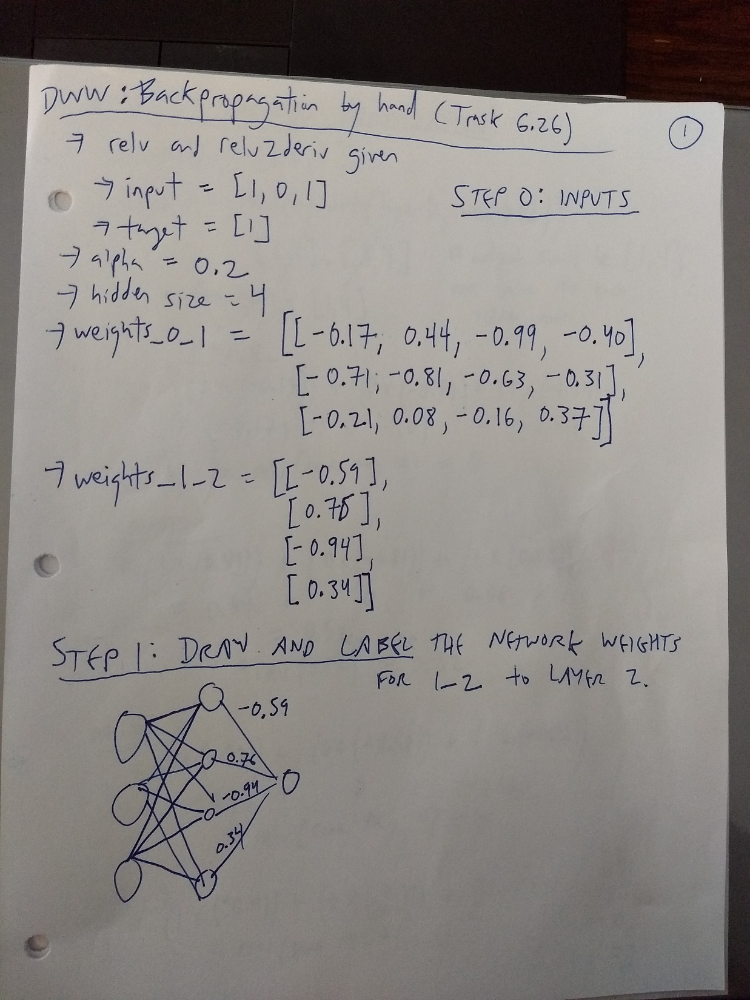 DWW: Backpropagation by hand (Trask 6.26)
1
→ relu and relu2deriv given
→ input = [1, 0, 1]
STEP 0: INPUTS
→ target = [1]
→ alpha = 0.2
→ hidden size = 4
→ weights_0_1 = [[-0.17, 0.44, -0.99, -0.40],
[-0.71, -0.81, -0.63, -0.31],
[-0.21, 0.08, -0.16, 0.37]]
→ weights_1_2 = [[-0.59],
[0.76],
[-0.94],
[0.34]]
STEP 1: DRAW AND LABEL THE NETWORK WEIGHTS
FOR 1_2 to LAYER 2.
-0.59
0.76
-0.94
0.34